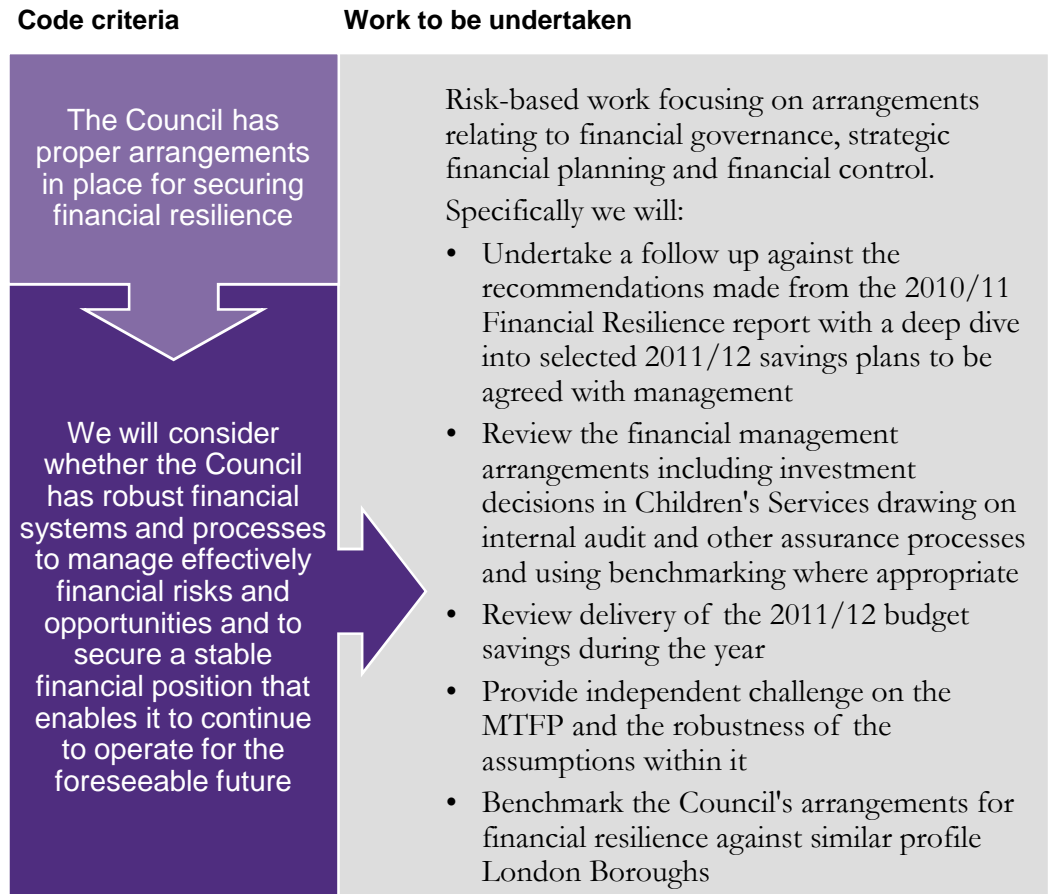 Code criteria
Work to be undertaken
The Council has
proper arrangements
in place for securing
financial resilience
We will consider
whether the Council
has robust financial
systems and processes
to manage effectively
financial risks and
opportunities and to
secure a stable
financial position that
enables it to continue
to operate for the
foreseeable future
Risk-based work focusing on arrangements
relating to financial governance, strategic
financial planning and financial control.
Specifically we will:
• Undertake a follow up against the
recommendations made from the 2010/11
Financial Resilience report with a deep dive
into selected 2011/12 savings plans to be
agreed with management
• Review the financial management
arrangements including investment
decisions in Children's Services drawing on
internal audit and other assurance processes
and using benchmarking where appropriate
• Review delivery of the 2011/12 budget
savings during the year
• Provide independent challenge on the
MTFP and the robustness of the
assumptions within it
• Benchmark the Council's arrangements for
financial resilience against similar profile
London Boroughs